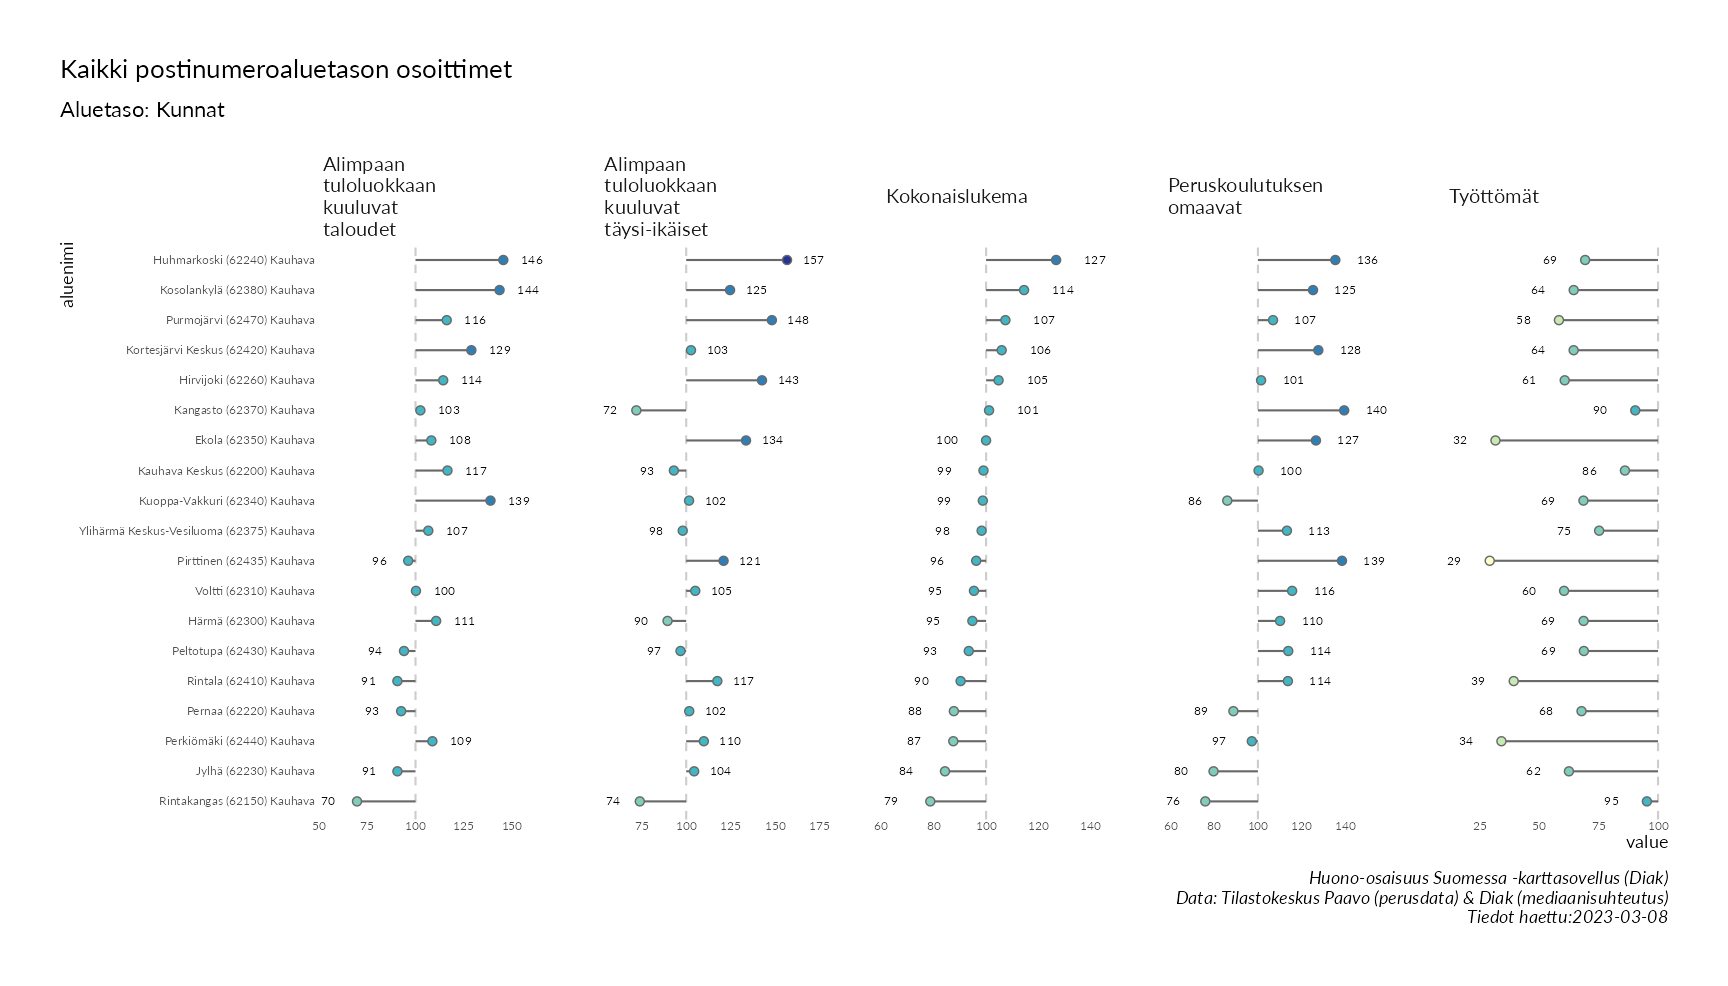 Kaikki postinumeroaluetason osoittimet
Aluetaso: Kunnat
Alimpaan
tuloluokkaan
kuuluvat
taloudet
Alimpaan
tuloluokkaan
kuuluvat
täysi-ikäiset
Kokonaislukema
Peruskoulutuksen
omaavat
Työttömät
aluenimi
Huhmarkoski (62240) Kauhava 146 157 127 136 69
Kosolankylä (62380) Kauhava 144 125 114 125 64
Purmojärvi (62470) Kauhava 116 148 107 107 58
Kortesjärvi Keskus (62420) Kauhava 129 103 106 128 64
Hirvijoki (62260) Kauhava 114 143 105 101 61
Kangasto (62370) Kauhava 103 72 101 140 90
Ekola (62350) Kauhava 108 134 100 127 32
Kauhava Keskus (62200) Kauhava 117 93 99 100 86
Kuoppa-Vakkuri (62340) Kauhava 139 102 99 86 69
Ylihärmä Keskus-Vesiluoma (62375) Kauhava 107 98 98 113 75
Pirttinen (62435) Kauhava 96 121 96 139 29
Voltti (62310) Kauhava 100 105 95 116 60
Härmä (62300) Kauhava 111 90 95 110 69
Peltotupa (62430) Kauhava 94 97 93 114 69
Rintala (62410) Kauhava 91 117 90 114 39
Pernaa (62220) Kauhava 93 102 88 89 68
Perkiömäki (62440) Kauhava 109 110 87 97 34
Jylhä (62230) Kauhava 91 104 84 80 62
Rintakangas (62150) Kauhava 70 74 79 76 95
50 75 100 125 150 75 100 125 150 175 60 80 100 120 140 60 80 100 120 140 25 50 75 100
value
Huono-osaisuus Suomessa -karttasovellus (Diak)
Data: Tilastokeskus Paavo (perusdata) & Diak (mediaanisuhteutus)
Tiedot haettu:2023-03-08